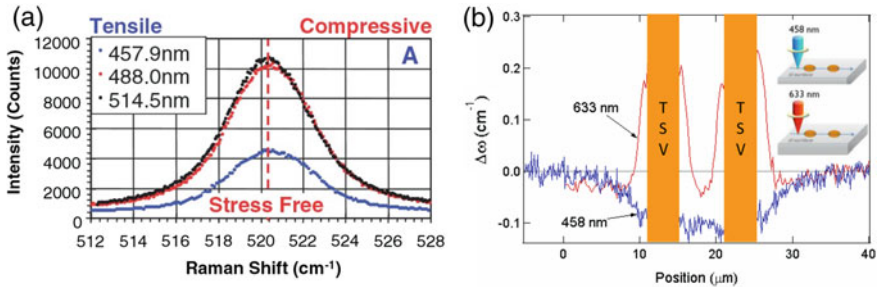 (a)
Tensile
Compressive
12000
10000
8000
6000
4000
2000
0
Intensity (Counts)
457.9nm
488.0nm
514.5nm
A
Stress Free
512 514 516 518 520 522 524 526 528
Raman Shift (cm-1)
(b)
0.3
0.2
0.1
0.0
-0.1
Δω (cm-1)
633 nm
458 nm
T S V
T S V
458 nm
633 nm
0 10 20 30 40
Position (μm)